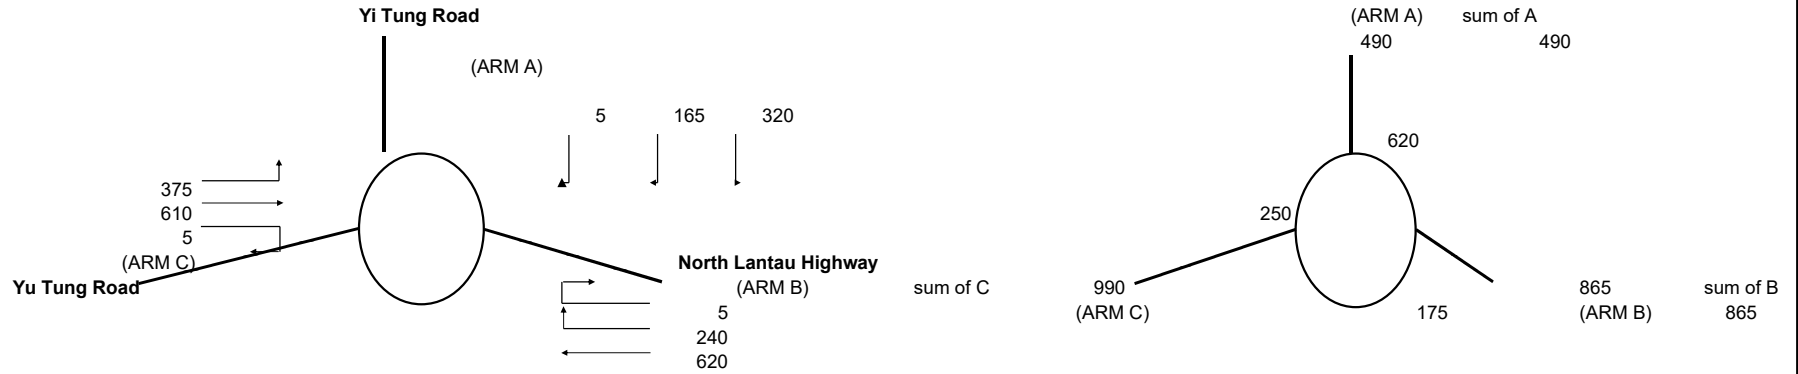 Yi Tung Road
(ARM A)
5 165 320
375
610
5
(ARM C)
Yu Tung Road
North Lantau Highway
(ARM B)
5
240
620
(ARM A) sum of A
490 490
620
250
sum of C 990
(ARM C)
175
865 sum of B
(ARM B) 865